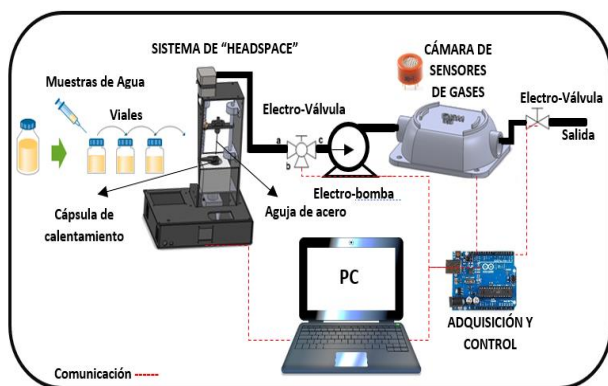 SISTEMA DE “HEADSPACE”
CÁMARA DE
SENSORES
DE GASES
Muestras de Agua
Viales
Electro-Válvula
Electro-Válvula
Salida
a
c
b
Electro-bomba
Cápsula de
calentamiento
Aguja de acero
PC
ADQUISICIÓN Y
CONTROL
Comunicación